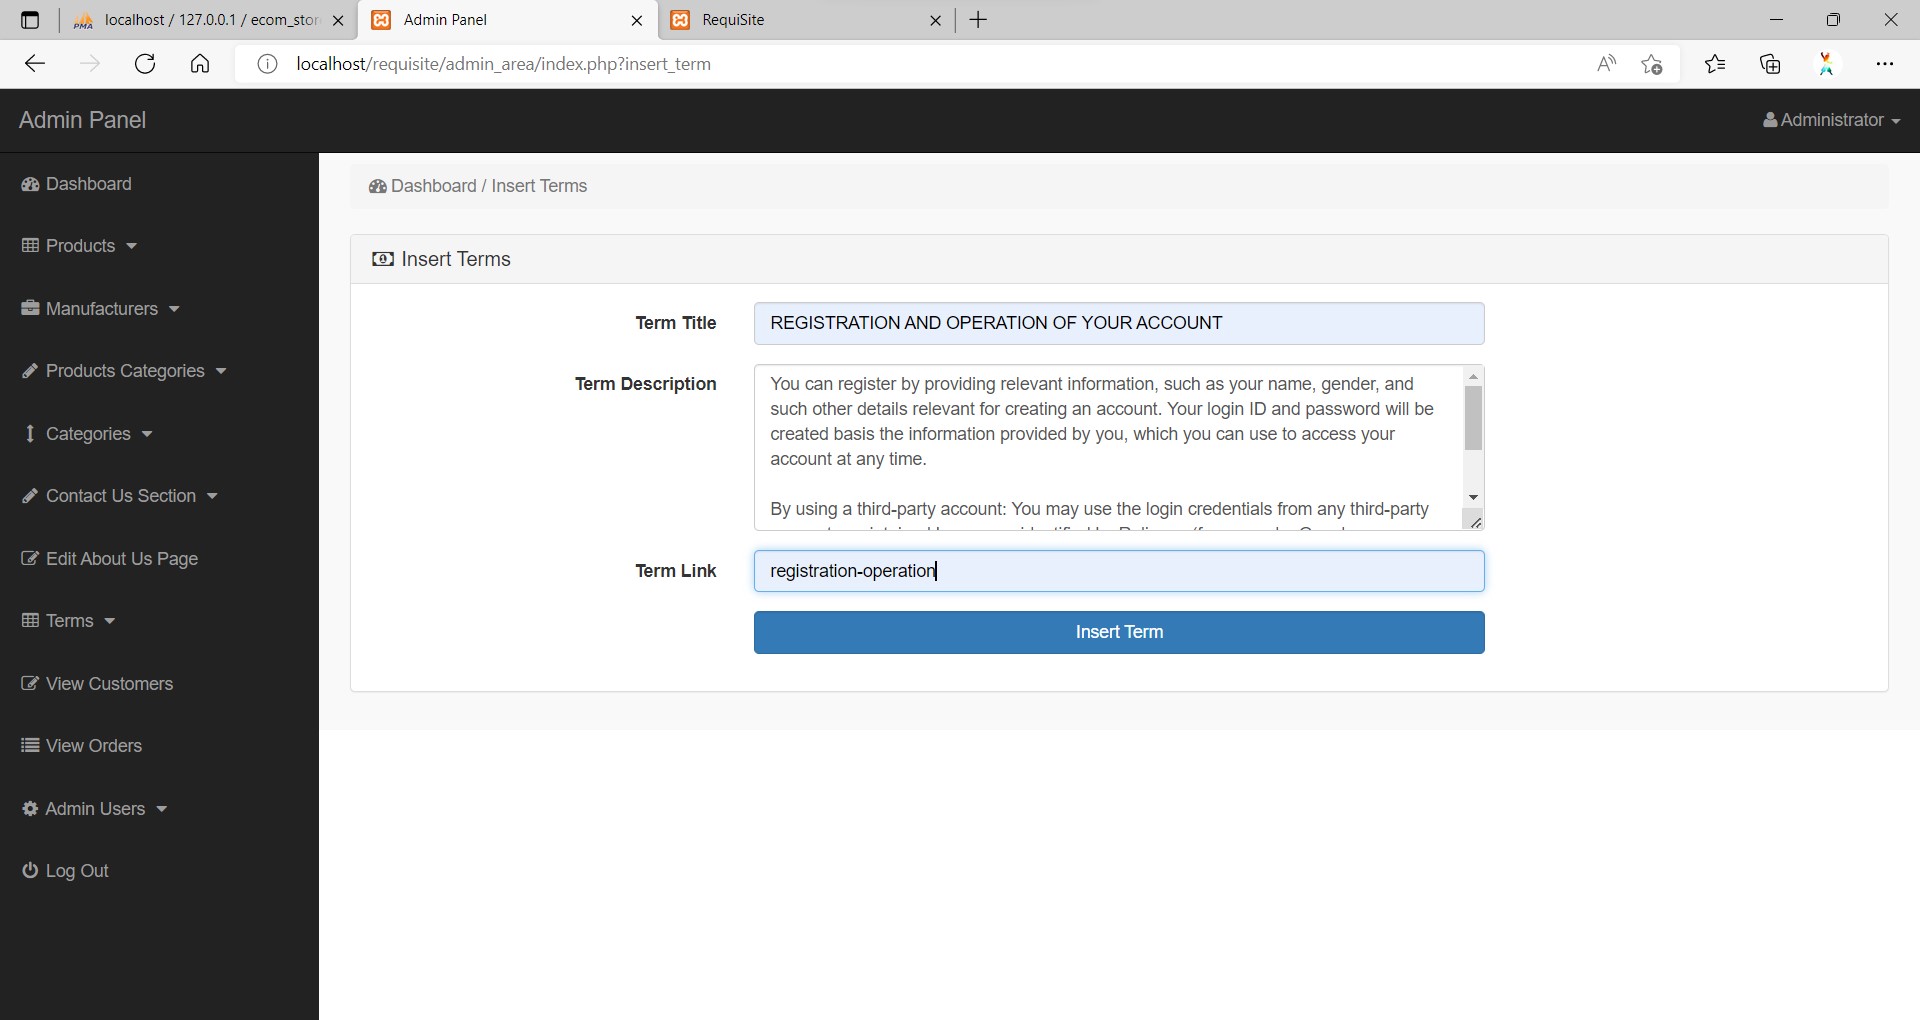 PMA localhost / 127.0.0.1 / ecom_stor
Admin Panel
RequiSite
localhost/requisite/admin_area/index.php?insert_term
Admin Panel
Administrator
Dashboard
Products
Manufacturers
Products Categories
Categories
Contact Us Section
Edit About Us Page
Terms
View Customers
View Orders
Admin Users
Log Out
Dashboard / Insert Terms
Insert Terms
Term Title
REGISTRATION AND OPERATION OF YOUR ACCOUNT
Term Description
You can register by providing relevant information, such as your name, gender, and
such other details relevant for creating an account. Your login ID and password will be
created basis the information provided by you, which you can use to access your
account at any time.
By using a third-party account: You may use the login credentials from any third-party
Term Link
registration-operation
Insert Term